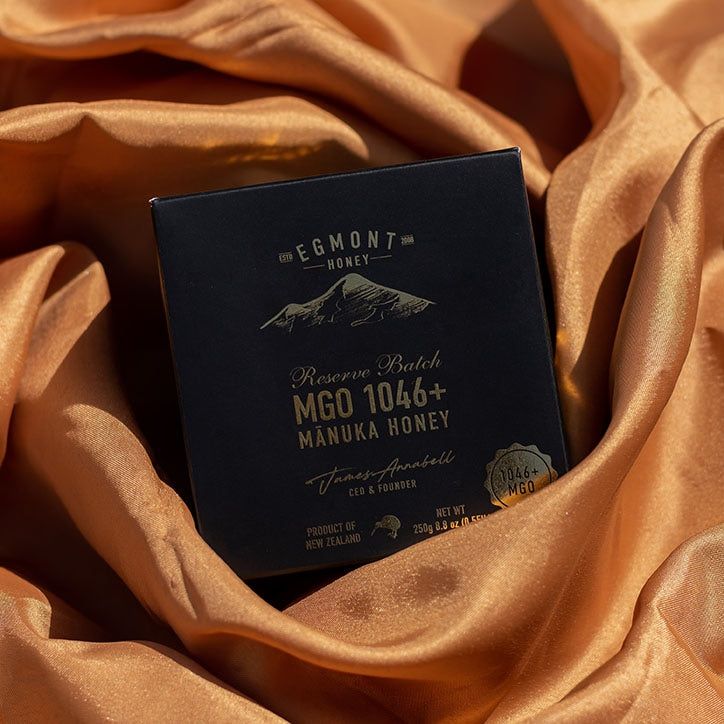 ESTD EGMONT 2008
HONEY
Reserve Batch
MGO 1046+
MĀNUKA HONEY
James Annabell
CEO & FOUNDER
1046+
MGO
PRODUCT OF
NEW ZEALAND
NET WT
250g 8.8 oz